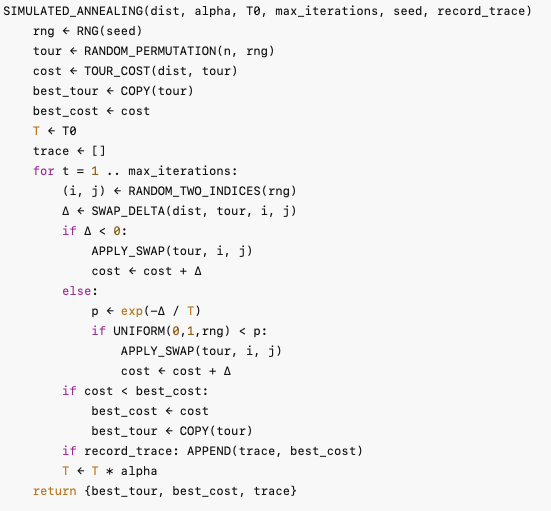 SIMULATED_ANNEALING(dist, alpha, T0, max_iterations, seed, record_trace)
    rng ← RNG(seed)
    tour ← RANDOM_PERMUTATION(n, rng)
    cost ← TOUR_COST(dist, tour)
    best_tour ← COPY(tour)
    best_cost ← cost
    T ← T0
    trace ← []
    for t = 1 .. max_iterations:
        (i, j) ← RANDOM_TWO_INDICES(rng)
        Δ ← SWAP_DELTA(dist, tour, i, j)
        if Δ < 0:
            APPLY_SWAP(tour, i, j)
            cost ← cost + Δ
        else:
            p ← exp(−Δ / T)
            if UNIFORM(0,1,rng) < p:
                APPLY_SWAP(tour, i, j)
                cost ← cost + Δ
        if cost < best_cost:
            best_cost ← cost
            best_tour ← COPY(tour)
        if record_trace: APPEND(trace, best_cost)
        T ← T * alpha
    return {best_tour, best_cost, trace}